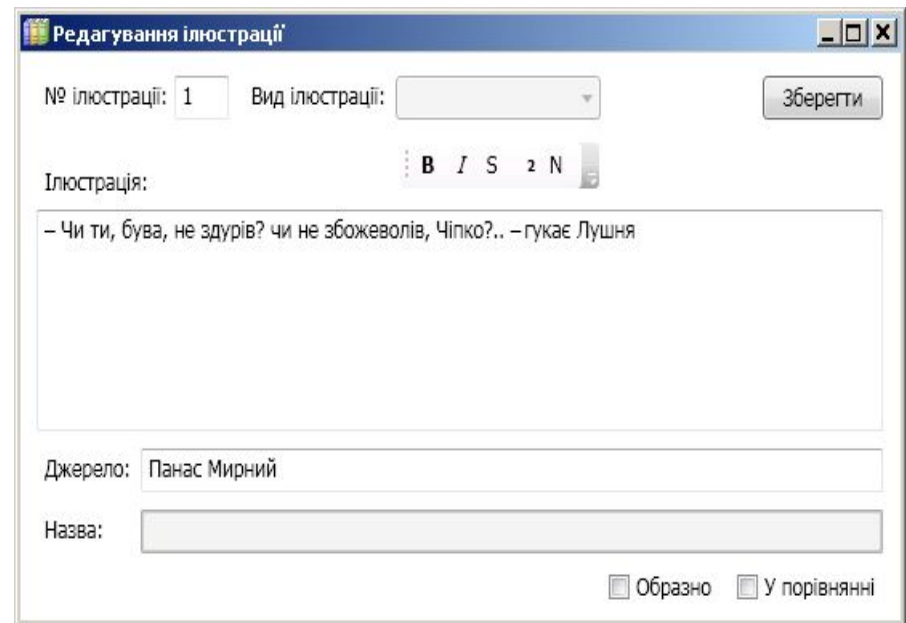 Редагування ілюстрації
№ ілюстрації: 1 Вид ілюстрації: Зберегти
B I S 2 N
Ілюстрація:
– Чи ти, бува, не здурів? чи не збожеволів, Чіпко?.. – гукає Лушня
Джерело: Панас Мирний
Назва:
Образно У порівнянні